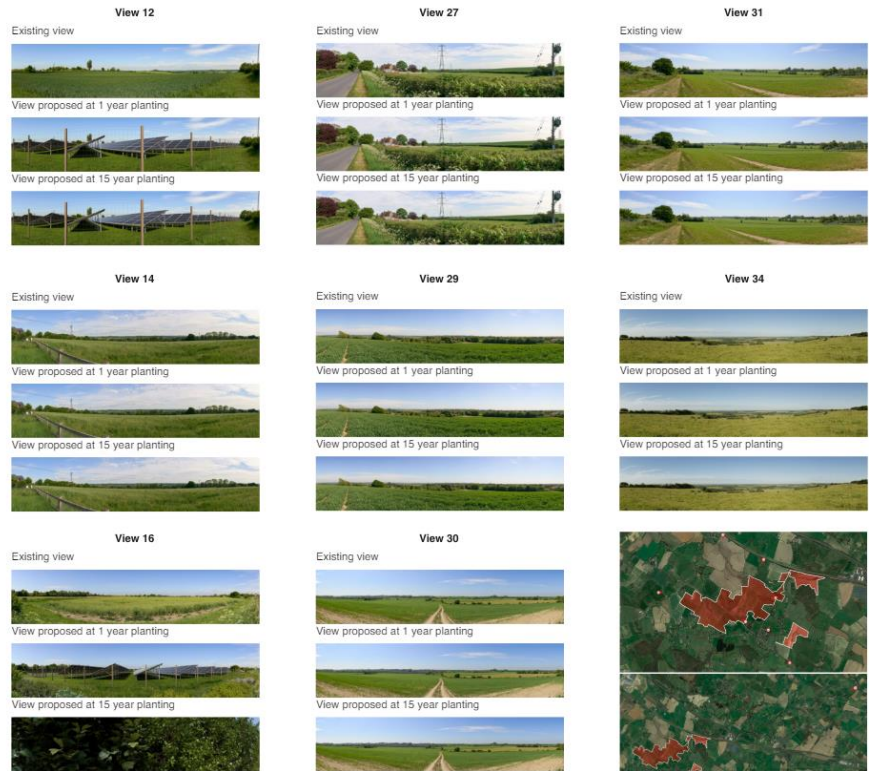 View 12
Existing view
View proposed at 1 year planting
View proposed at 15 year planting
View 14
Existing view
View proposed at 1 year planting
View proposed at 15 year planting
View 16
Existing view
View proposed at 1 year planting
View proposed at 15 year planting
View 27
Existing view
View proposed at 1 year planting
View proposed at 15 year planting
View 29
Existing view
View proposed at 1 year planting
View proposed at 15 year planting
View 30
Existing view
View proposed at 1 year planting
View proposed at 15 year planting
View 31
Existing view
View proposed at 1 year planting
View proposed at 15 year planting
View 34
Existing view
View proposed at 1 year planting
View proposed at 15 year planting